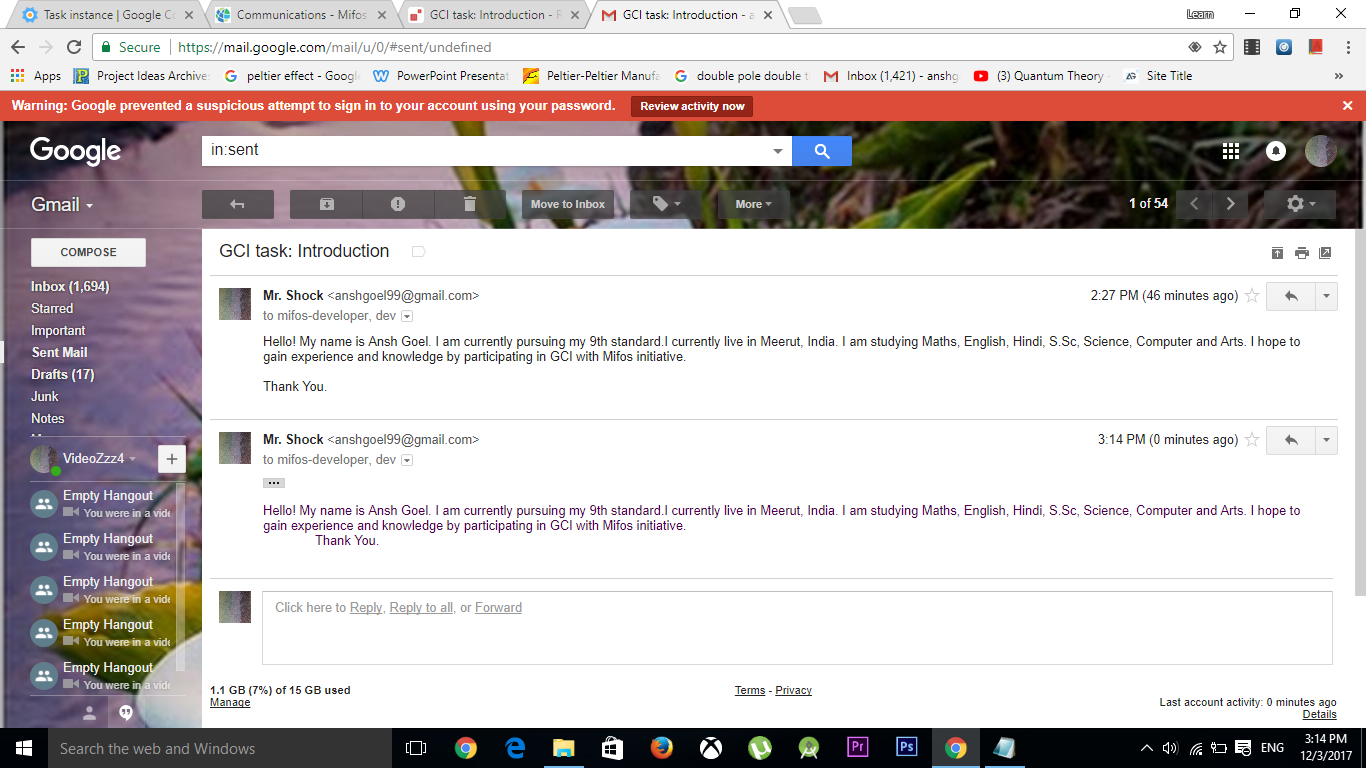 Task instance | Google Co
Communications - Mifos
GCI task: Introduction - R
GCI task: Introduction - a
Learn
Secure | https://mail.google.com/mail/u/0/#sent/undefined
Apps
Project Ideas Archive
peltier effect - Google
PowerPoint Presentat
Peltier-Peltier Manufa
double pole double t
Inbox (1,421) - anshg
(3) Quantum Theory
Site Title
Warning: Google prevented a suspicious attempt to sign in to your account using your password. Review activity now
Google
in:sent
Gmail
Move to Inbox
More
1 of 54
COMPOSE
Inbox (1,694)
Starred
Important
Sent Mail
Drafts (17)
Junk
Notes
VideoZzz4
Empty Hangout
You were in a vide
Empty Hangout
You were in a vide
Empty Hangout
You were in a vide
Empty Hangout
You were in a vide
Empty Hangout
You were in a vide
GCI task: Introduction
Mr. Shock <anshgoel99@gmail.com>
2:27 PM (46 minutes ago)
to mifos-developer, dev
Hello! My name is Ansh Goel. I am currently pursuing my 9th standard.I currently live in Meerut, India. I am studying Maths, English, Hindi, S.Sc, Science, Computer and Arts. I hope to
gain experience and knowledge by participating in GCI with Mifos initiative.
Thank You.
Mr. Shock <anshgoel99@gmail.com>
3:14 PM (0 minutes ago)
to mifos-developer, dev
Hello! My name is Ansh Goel. I am currently pursuing my 9th standard.I currently live in Meerut, India. I am studying Maths, English, Hindi, S.Sc, Science, Computer and Arts. I hope to
gain experience and knowledge by participating in GCI with Mifos initiative.
Thank You.
Click here to Reply, Reply to all, or Forward
1.1 GB (7%) of 15 GB used
Manage
Terms - Privacy
Last account activity: 0 minutes ago
Details
Search the web and Windows
Pr
Ps
ENG
3:14 PM
12/3/2017